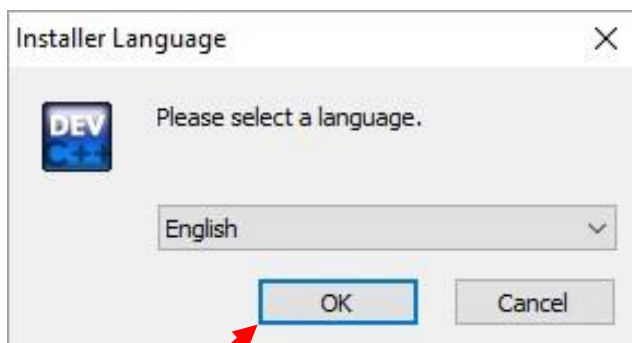 Installer Language
DEV
C++
Please select a language.
English
OK
Cancel